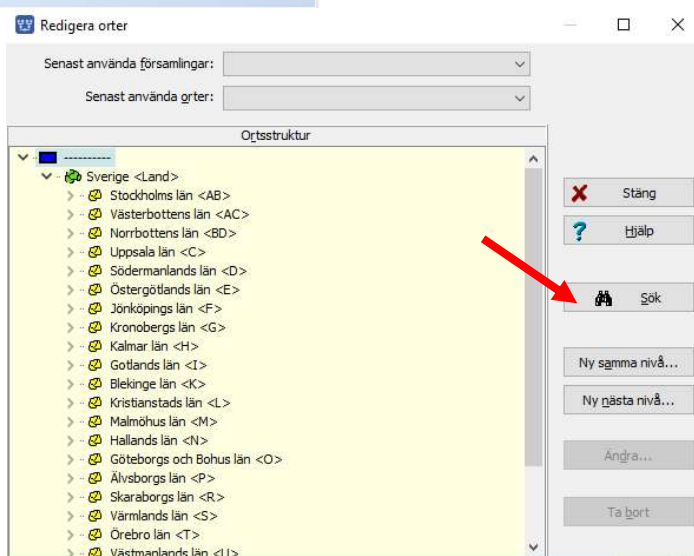 Redigera orter
Senast använda församlingar:
Senast använda orter:
Ortsstruktur
----------
Sverige <Land>
Stockholms län <AB>
Västerbottens län <AC>
Norrbottens län <BD>
Uppsala län <C>
Södermanlands län <D>
Östergötlands län <E>
Jönköpings län <F>
Kronobergs län <G>
Kalmar län <H>
Gotlands län <I>
Blekinge län <K>
Kristianstads län <L>
Malmöhus län <M>
Hallands län <N>
Göteborgs och Bohus län <O>
Älvsborgs län <P>
Skaraborgs län <R>
Värmlands län <S>
Örebro län <T>
Västmanlands län <U>
Stäng
Hjälp
Sök
Ny samma nivå...
Ny nästa nivå...
Ändra...
Ta bort